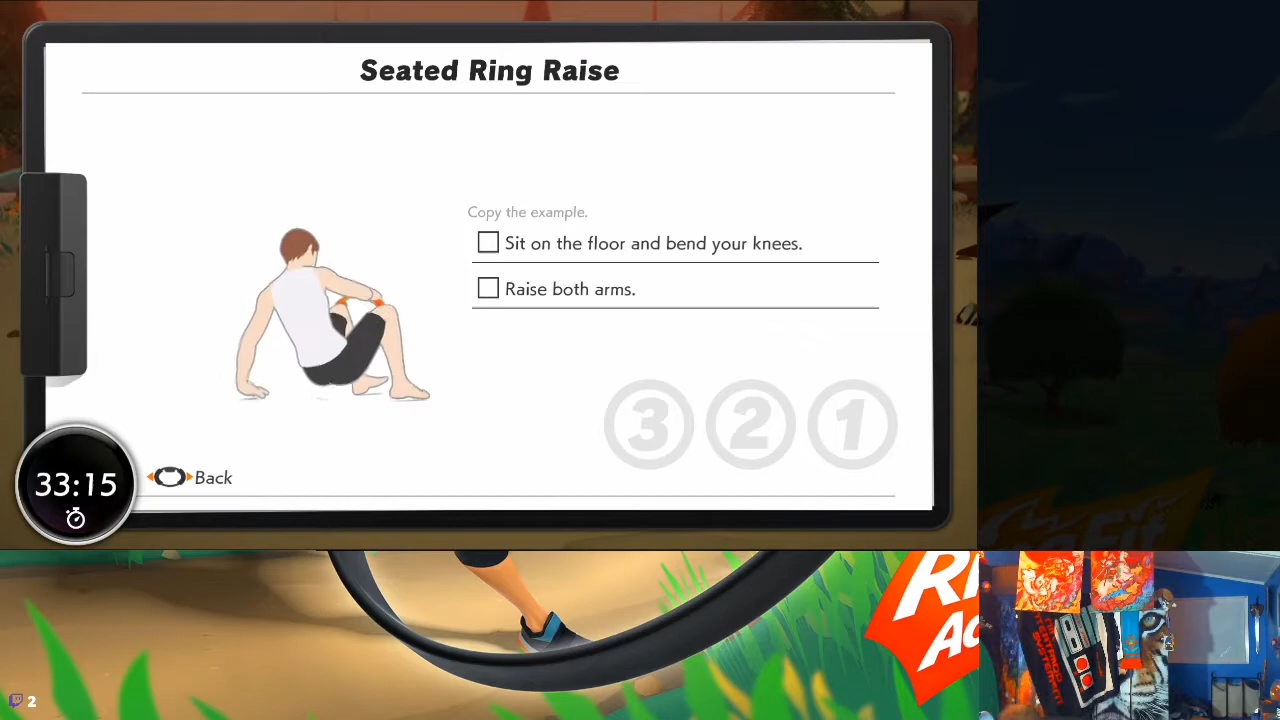 Seated Ring Raise
Copy the example.
Sit on the floor and bend your knees.
Raise both arms.
3 2 1
33:15
Back
2